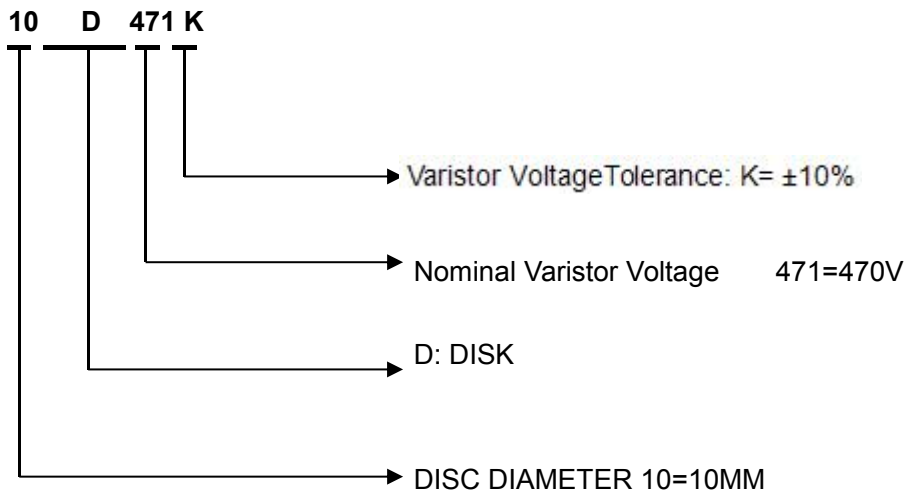 10 D 471 K
Varistor VoltageTolerance: K= ±10%
Nominal Varistor Voltage 471=470V
D: DISK
DISC DIAMETER 10=10MM